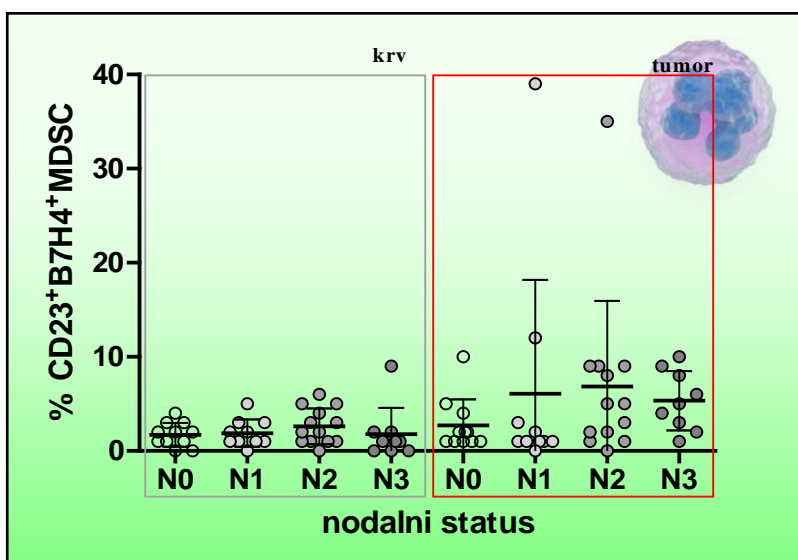 krv
tumor
% CD23⁺B7H4⁺MDSC
40
30
20
10
0
N0 N1 N2 N3 N0 N1 N2 N3
nodalni status